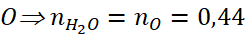 O⇒n_{H_2O} = n_O = 0,44